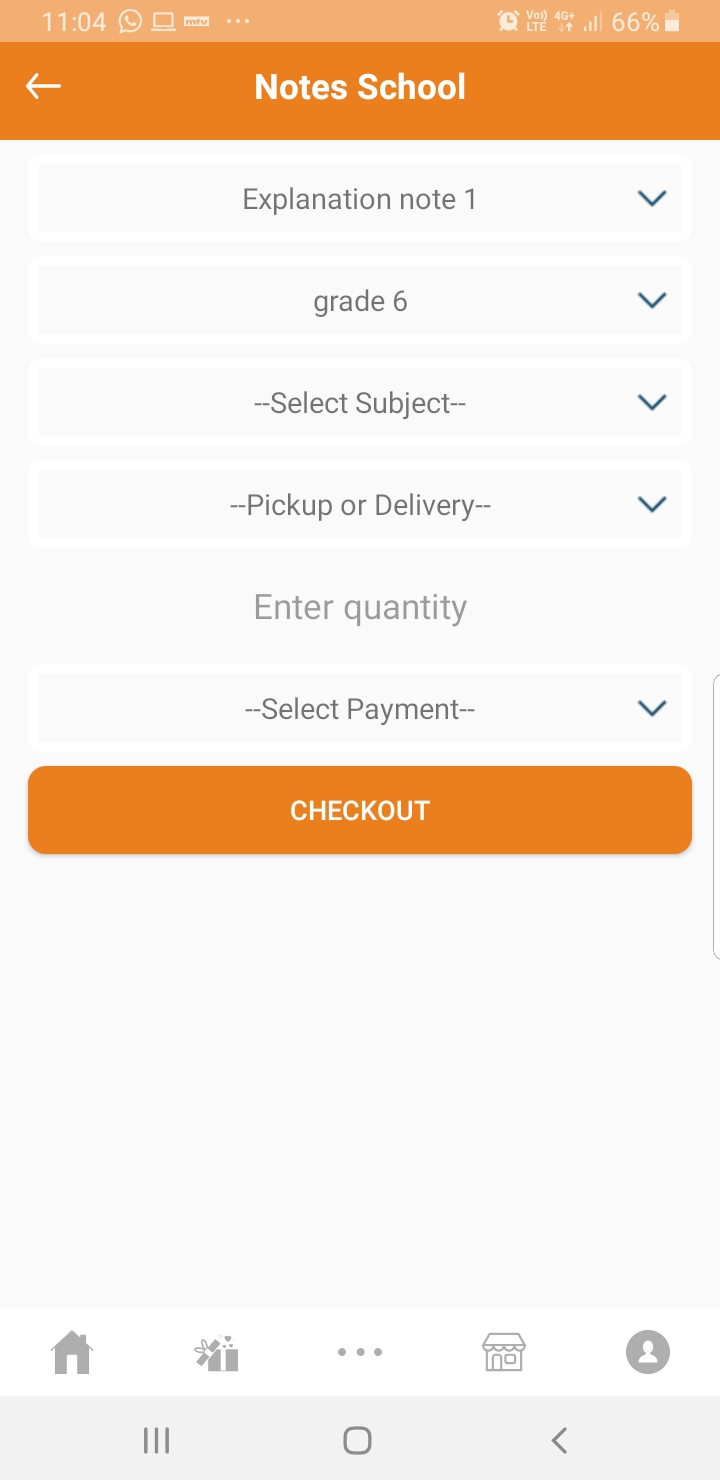 11:04 mtv
Vo)) LTE 4G+ 66%
Notes School
Explanation note 1
grade 6
--Select Subject--
--Pickup or Delivery--
Enter quantity
--Select Payment--
CHECKOUT